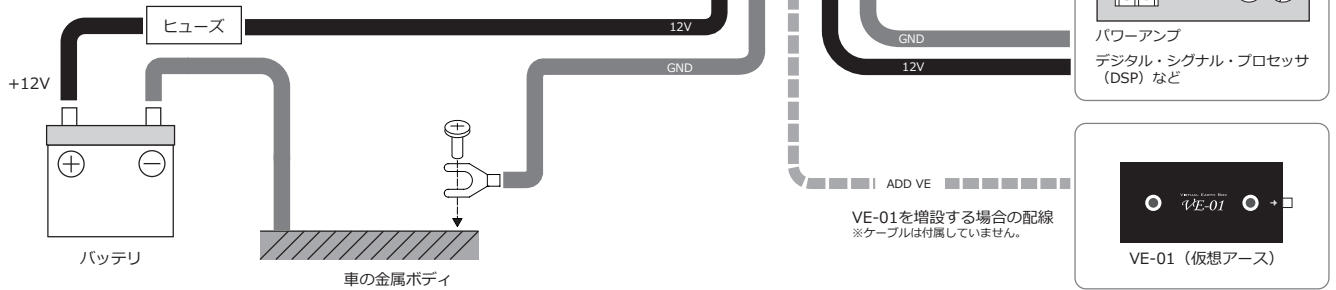 ヒューズ
12V
GND
+12V
バッテリ
車の金属ボディ
GND
12V
パワーアンプ
デジタル・シグナル・プロセッサ
（DSP）など
ADD VE
VE-01を増設する場合の配線
※ケーブルは付属していません。
VIRTUAL EARTH BOX
VE-01
VE-01（仮想アース）